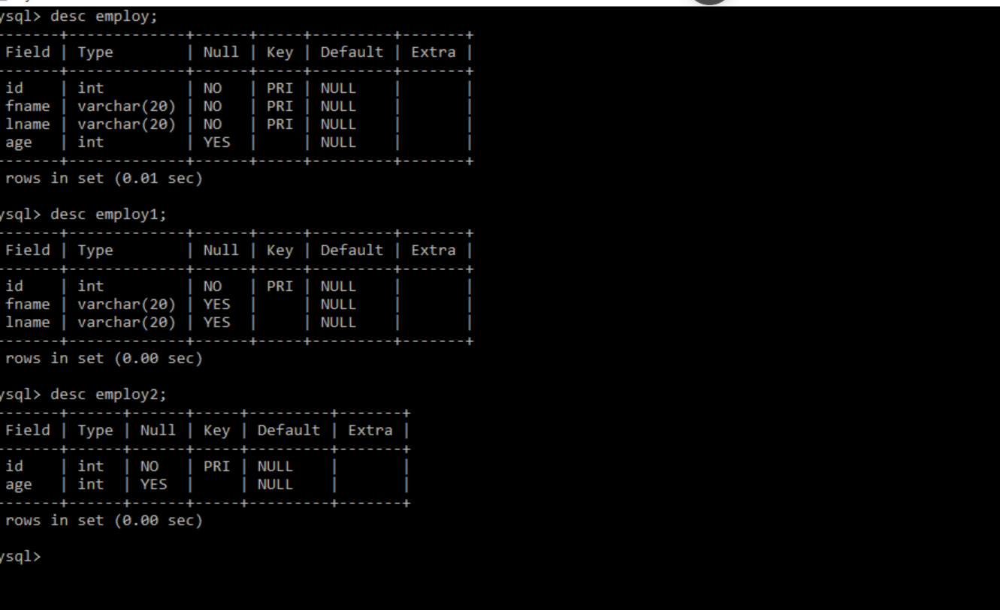 ysql> desc employ;
-------+-------------+------+-----+---------+-------+
Field | Type        | Null | Key | Default | Extra |
-------+-------------+------+-----+---------+-------+
id    | int         | NO   | PRI | NULL    |       |
fname | varchar(20) | NO   | PRI | NULL    |       |
lname | varchar(20) | NO   | PRI | NULL    |       |
age   | int         | YES  |     | NULL    |       |
-------+-------------+------+-----+---------+-------+
rows in set (0.01 sec)
ysql> desc employ1;
-------+-------------+------+-----+---------+-------+
Field | Type        | Null | Key | Default | Extra |
-------+-------------+------+-----+---------+-------+
id    | int         | NO   | PRI | NULL    |       |
fname | varchar(20) | YES  |     | NULL    |       |
lname | varchar(20) | YES  |     | NULL    |       |
-------+-------------+------+-----+---------+-------+
rows in set (0.00 sec)
ysql> desc employ2;
-------+------+------+-----+---------+-------+
Field | Type | Null | Key | Default | Extra |
-------+------+------+-----+---------+-------+
id    | int  | NO   | PRI | NULL    |       |
age   | int  | YES  |     | NULL    |       |
-------+------+------+-----+---------+-------+
rows in set (0.00 sec)
ysql>